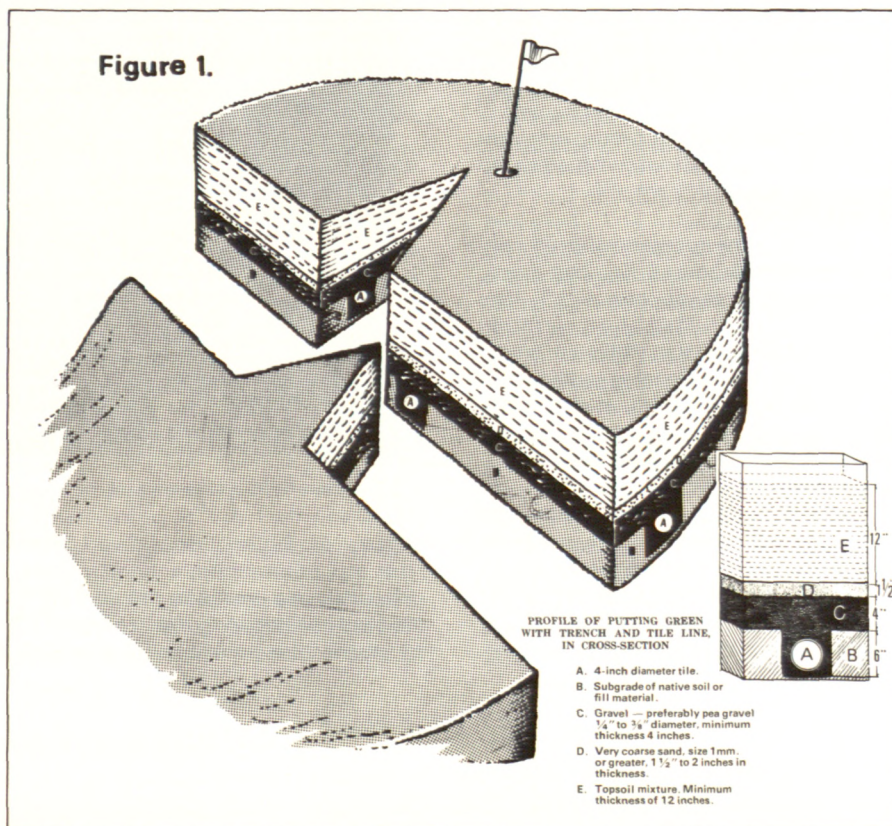 Figure 1.
E
E
C
C
B
A
E
E
A
D
C
D
C
C
B
A
B
E
12"
D
1½
C
4"
A
B
6"
PROFILE OF PUTTING GREEN
WITH TRENCH AND TILE LINE,
IN CROSS-SECTION
A. 4-inch diameter tile.
B. Subgrade of native soil or
fill material.
C. Gravel — preferably pea gravel
¼" to ⅜" diameter, minimum
thickness 4 inches.
D. Very coarse sand, size 1mm.
or greater, 1½" to 2 inches in
thickness.
E. Topsoil mixture. Minimum
thickness of 12 inches.